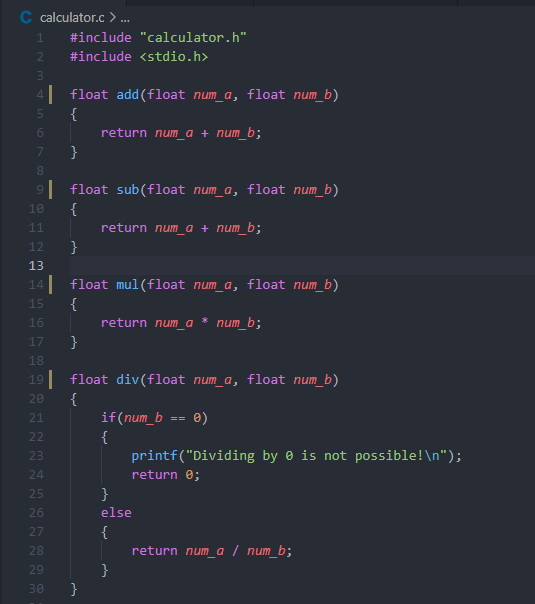 C calculator.c > ...
1 #include "calculator.h"
2 #include <stdio.h>
3
4 float add(float num_a, float num_b)
5 {
6     return num_a + num_b;
7 }
8
9 float sub(float num_a, float num_b)
10 {
11     return num_a + num_b;
12 }
13
14 float mul(float num_a, float num_b)
15 {
16     return num_a * num_b;
17 }
18
19 float div(float num_a, float num_b)
20 {
21     if(num_b == 0)
22     {
23         printf("Dividing by 0 is not possible!\n");
24         return 0;
25     }
26     else
27     {
28         return num_a / num_b;
29     }
30 }